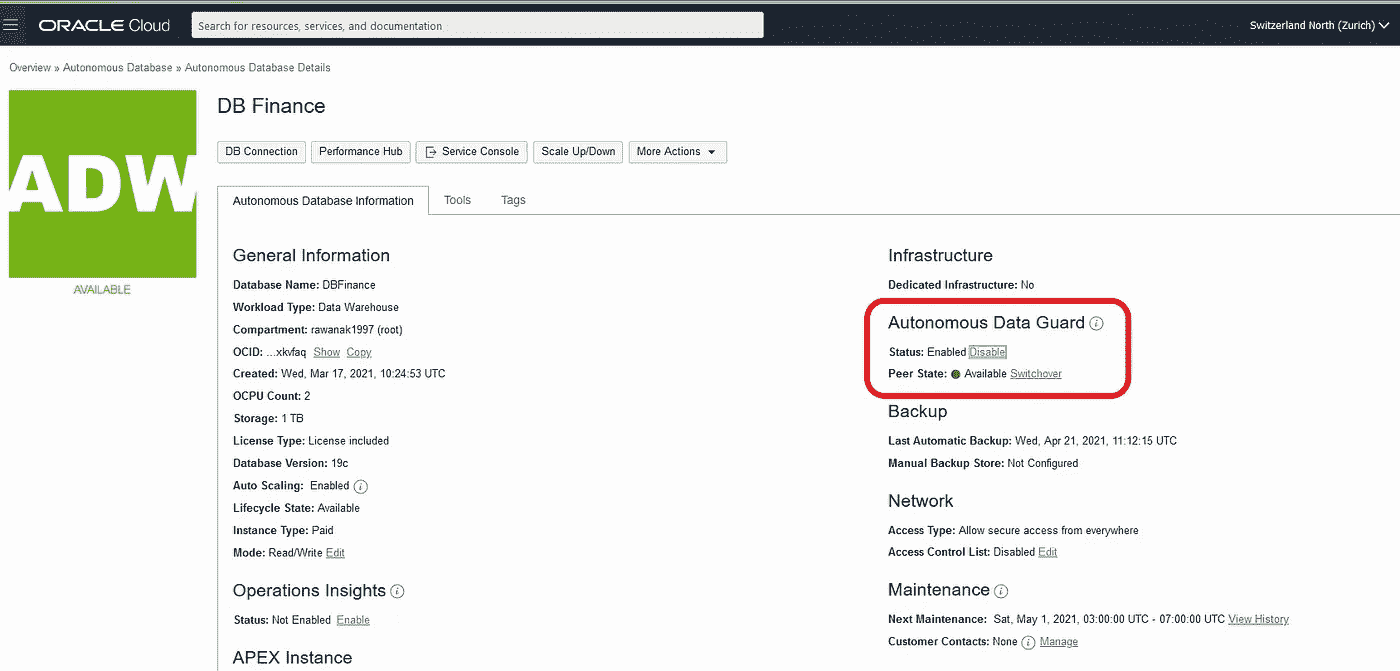 ORACLE Cloud
Search for resources, services, and documentation
Switzerland North (Zurich)
Overview » Autonomous Database » Autonomous Database Details
ADW
AVAILABLE
DB Finance
DB Connection
Performance Hub
Service Console
Scale Up/Down
More Actions
Autonomous Database Information
Tools
Tags
General Information
Database Name: DBFinance
Workload Type: Data Warehouse
Compartment: rawanak1997 (root)
OCID: ...xkvfaq Show Copy
Created: Wed, Mar 17, 2021, 10:24:53 UTC
OCPU Count: 2
Storage: 1 TB
License Type: License included
Database Version: 19c
Auto Scaling: Enabled
Lifecycle State: Available
Instance Type: Paid
Mode: Read/Write Edit
Operations Insights
Status: Not Enabled Enable
APEX Instance
Infrastructure
Dedicated Infrastructure: No
Autonomous Data Guard
Status: Enabled Disable
Peer State: Available Switchover
Backup
Last Automatic Backup: Wed, Apr 21, 2021, 11:12:15 UTC
Manual Backup Store: Not Configured
Network
Access Type: Allow secure access from everywhere
Access Control List: Disabled Edit
Maintenance
Next Maintenance: Sat, May 1, 2021, 03:00:00 UTC - 07:00:00 UTC View History
Customer Contacts: None Manage